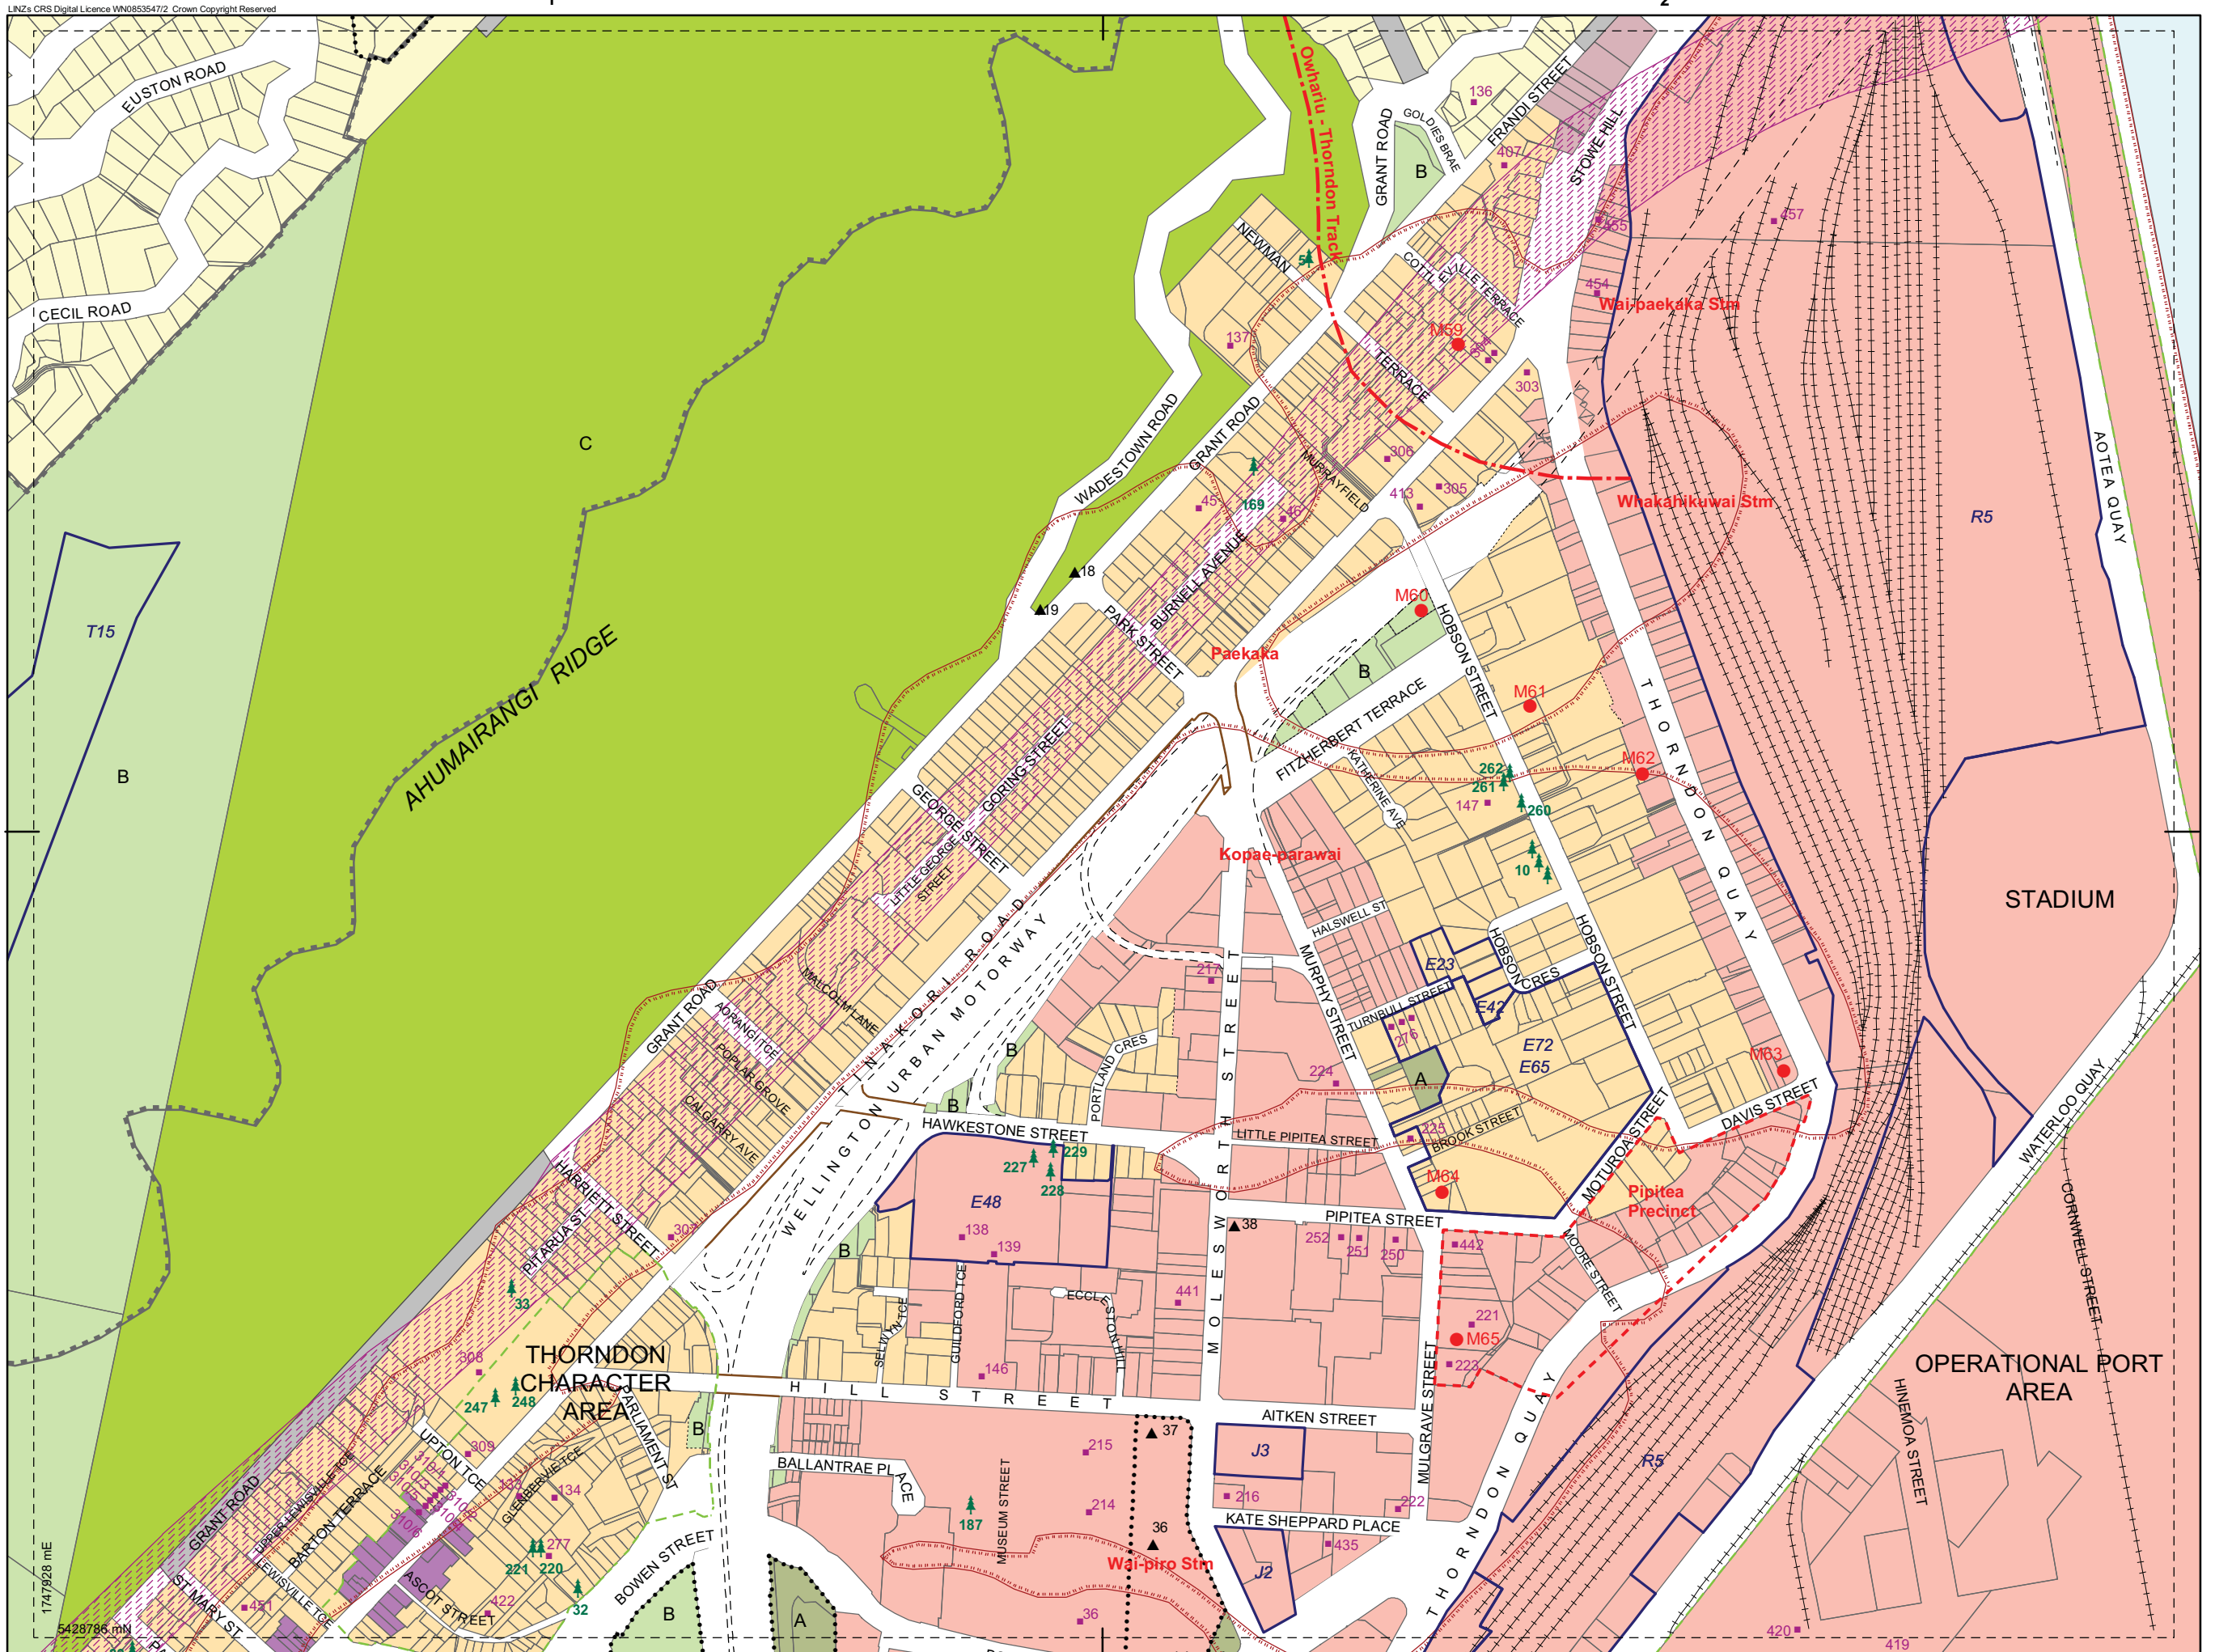 LINZs CRS Digital Licence WN0853547/2 Crown Copyright Reserved
2
EUSTON ROAD
CECIL ROAD
Owhariu - Thorndon Track
GRANT ROAD
GOLDIES BRAE
B
136
FRANDI STREET
407
STOWE HILL
455
457
454
Wai-paekaka Stm
NEWMAN
TERRACE
COTTLEVILLE TERRACE
M59
304
303
137
C
WADESTOWN ROAD
GRANT ROAD
MURRAYFIELD
306
305
413
Whakahikuwai Stm
R5
AOTEA QUAY
45
169
46
BURNELL AVENUE
18
19
PARK STREET
M60
HOBSON STREET
T15
B
AHUMAIRANGI RIDGE
Paekaka
B
FITZHERBERT TERRACE
M61
M62
THORNDON QUAY
KATHERINE AVE
262
261
147
260
10
GORING STREET
GEORGE STREET
LITTLE GEORGE
STREET
Kopae-parawai
STADIUM
HALSWELL ST
MURPHY STREET
HOBSON CRES
HOBSON STREET
E23
E42
TURNBULL STREET
276
E72
E65
A
MALCOLM LANE
TINAKORI ROAD
WELLINGTON URBAN MOTORWAY
217
MOLESWORTH STREET
GRANT ROAD
AORANGI TCE
POPLAR GROVE
CALGARRY AVE
B
B
PORTLAND CRES
224
M63
DAVIS STREET
WATERLOO QUAY
CORNWELL STREET
HAWKESTONE STREET
LITTLE PIPITEA STREET
225
BROOK STREET
MOTUROA STREET
227
229
228
E48
138
139
M64
Pipitea
Precinct
HARRIETT STREET
PITARUA ST
307
33
B
38
PIPITEA STREET
252
251
250
442
MOORE STREET
441
221
M65
223
ECCLESTON HILL
SELWYN TCE
GUILDFORD TCE
146
308
247
248
THORNDON
CHARACTER
AREA
PARLIAMENT ST
HILL STREET
B
AITKEN STREET
MULGRAVE STREET
THORNDON QUAY
OPERATIONAL PORT
AREA
HINEMOA STREET
R5
37
215
J3
216
222
BALLANTRAE PLACE
187
MUSEUM STREET
214
36
Wai-piro Stm
KATE SHEPPARD PLACE
435
J2
UPTON TCE
309
GLENBERVIE TCE
134
277
221
220
32
GRANT ROAD
UPPER LEWISVILLE TCE
BARTON TERRACE
LEWISVILLE TCE
ST MARY ST
451
ASCOT STREET
422
BOWEN STREET
B
A
36
420
419
1747928 mE
5428786 mN